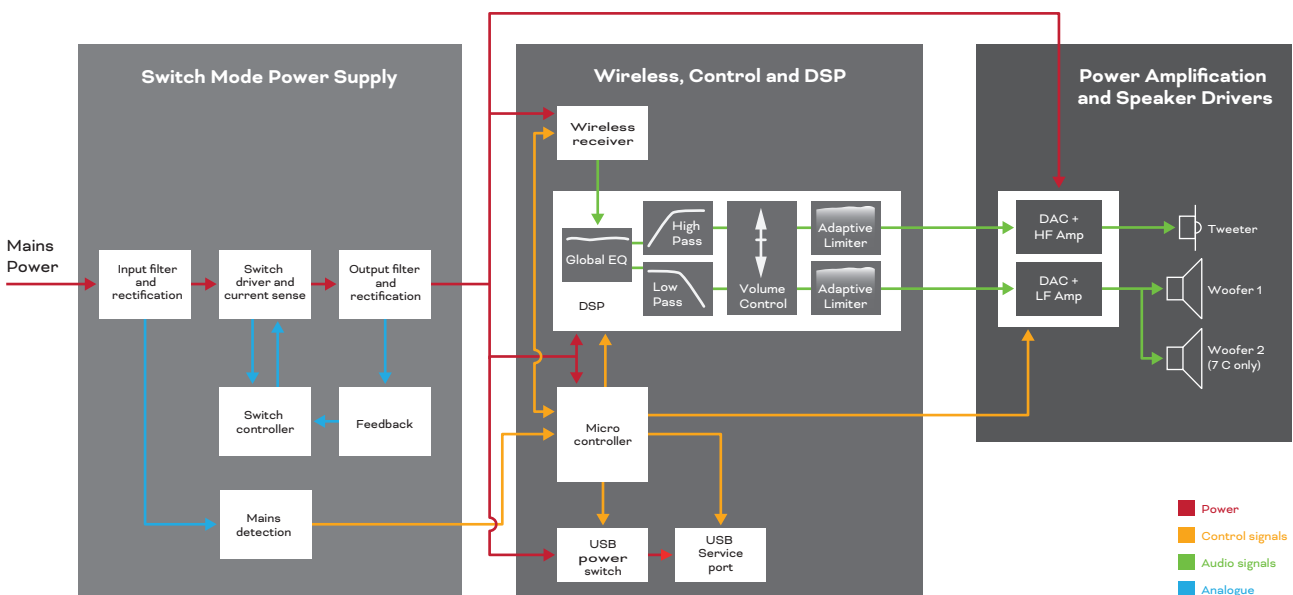 Switch Mode Power Supply
Wireless, Control and DSP
Power Amplification
and Speaker Drivers
Mains
Power
Input filter
and
rectification
Switch
driver and
current sense
Output filter
and
rectification
Switch
controller
Feedback
Mains
detection
Wireless
receiver
Global EQ
DSP
High
Pass
Low
Pass
Volume
Control
Adaptive
Limiter
Adaptive
Limiter
Micro
controller
USB
power
switch
USB
Service
port
DAC +
HF Amp
DAC +
LF Amp
Tweeter
Woofer 1
Woofer 2
(7 C only)
Power
Control signals
Audio signals
Analogue